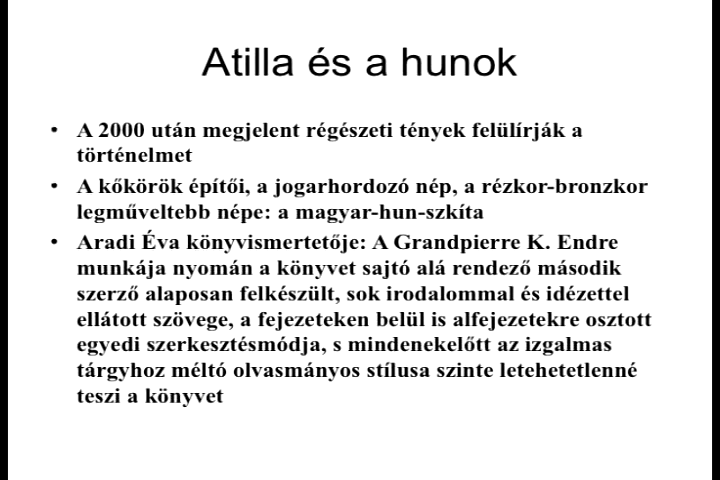 Atilla és a hunok
• A 2000 után megjelent régészeti tények felülírják a
történelmet
• A kőkörök építői, a jogarhordozó nép, a rézkor-bronzkor
legműveltebb népe: a magyar-hun-szkíta
• Aradi Éva könyvismertetője: A Grandpierre K. Endre
munkája nyomán a könyvet sajtó alá rendező második
szerző alaposan felkészült, sok irodalommal és idézettel
ellátott szövege, a fejezeteken belül is alfejezetekre osztott
egyedi szerkesztésmódja, s mindenekelőtt az izgalmas
tárgyhoz méltó olvasmányos stílusa szinte letehetetlenné
teszi a könyvet